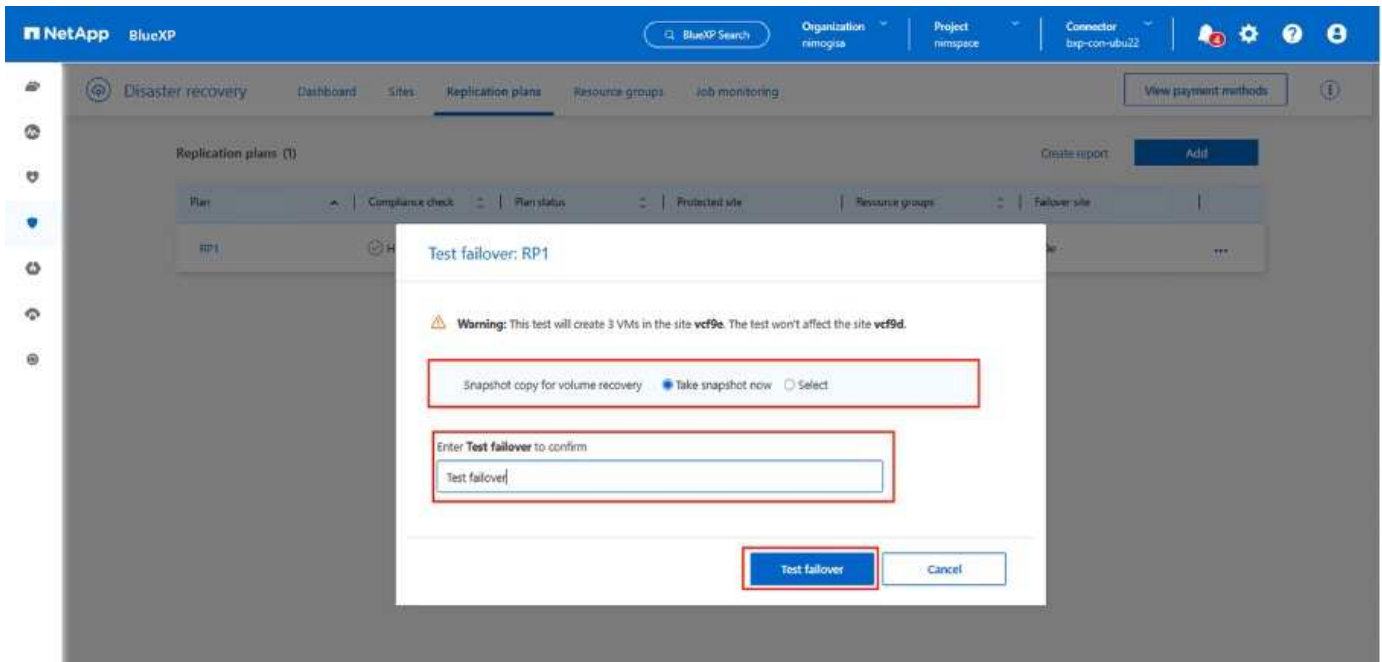 NetApp BlueXP
BlueXP Search
Organization
nimogisa
Project
nimspace
Connector
bxp-con-ubu22
4
Disaster recovery
Dashboard Sites Replication plans Resource groups Job monitoring
View payment methods
Replication plans (1)
Create report Add
Plan Compliance check Plan status Protected site Resource groups Failover site
RP1 H
Test failover: RP1
Warning: This test will create 3 VMs in the site vcf9e. The test won't affect the site vcf9d.
Snapshot copy for volume recovery Take snapshot now Select
Enter Test failover to confirm
Test failover
Test failover Cancel